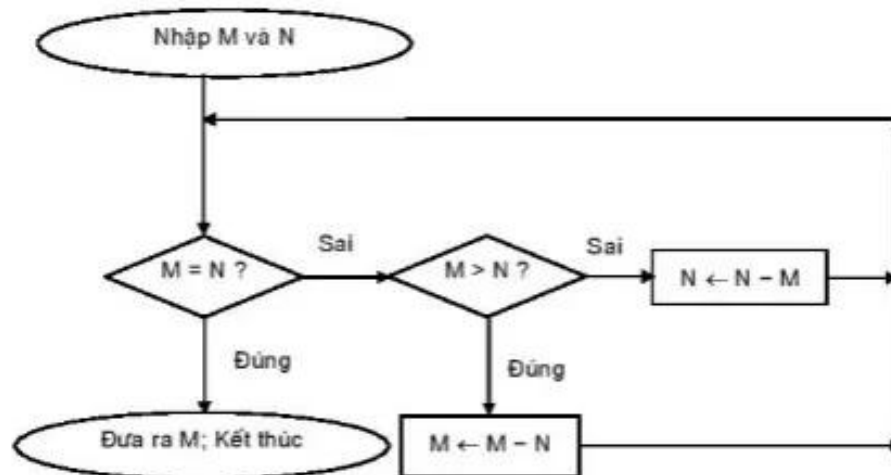 Nhập M và N
Sai
Sai
M = N ?
M > N ?
N ← N − M
Đúng
Đúng
Đưa ra M; Kết thúc
M ← M − N